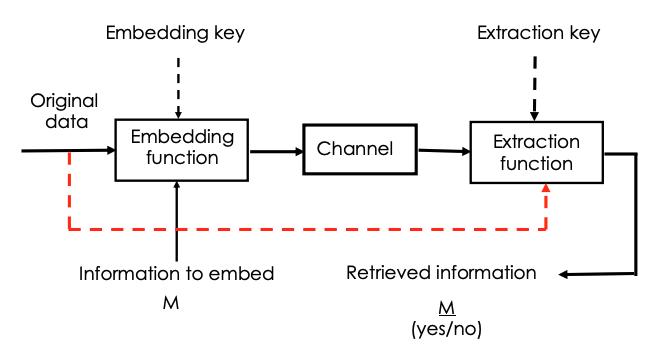 Embedding key
Extraction key
Original
data
Embedding
function
Channel
Extraction
function
Information to embed
M
Retrieved information
M
(yes/no)